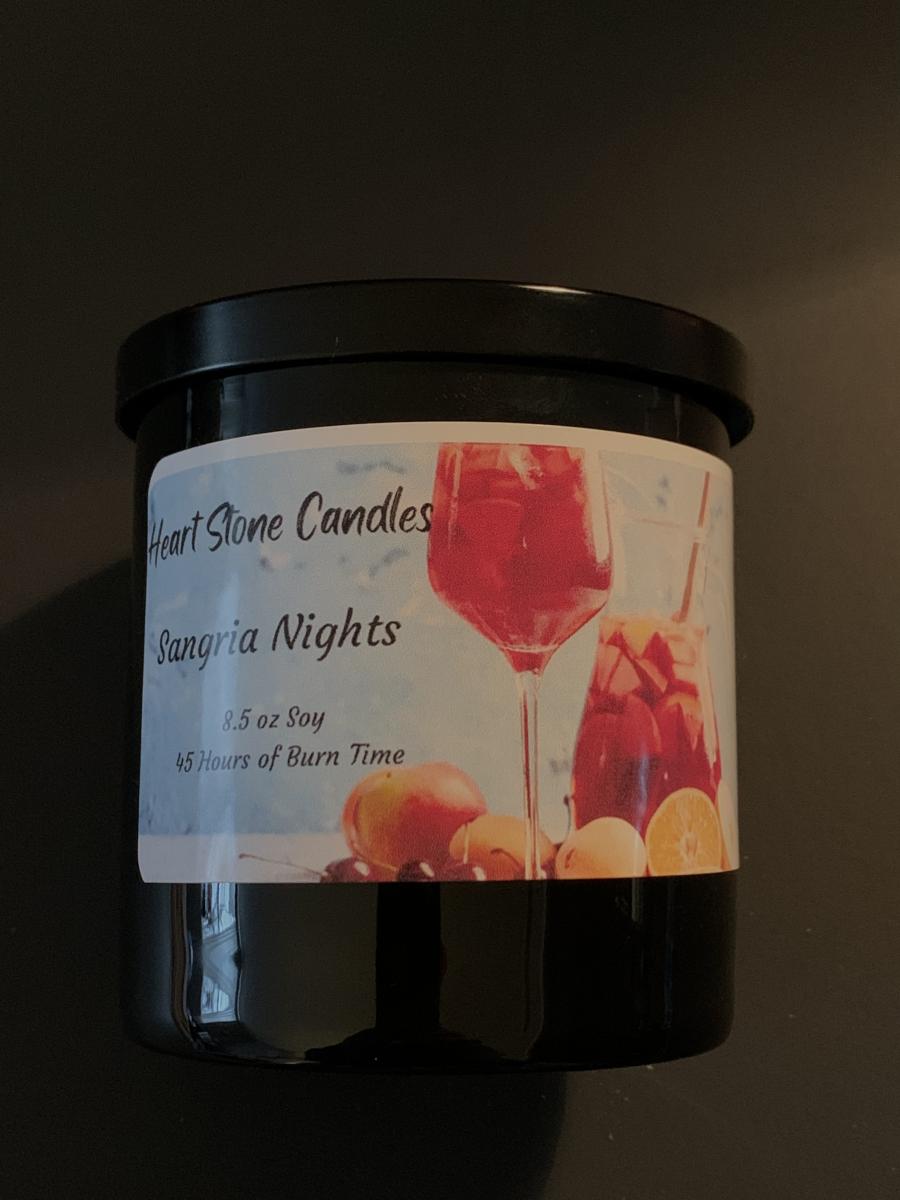 Heart Stone Candles
Sangria Nights
8.5 oz Soy
45 Hours of Burn Time